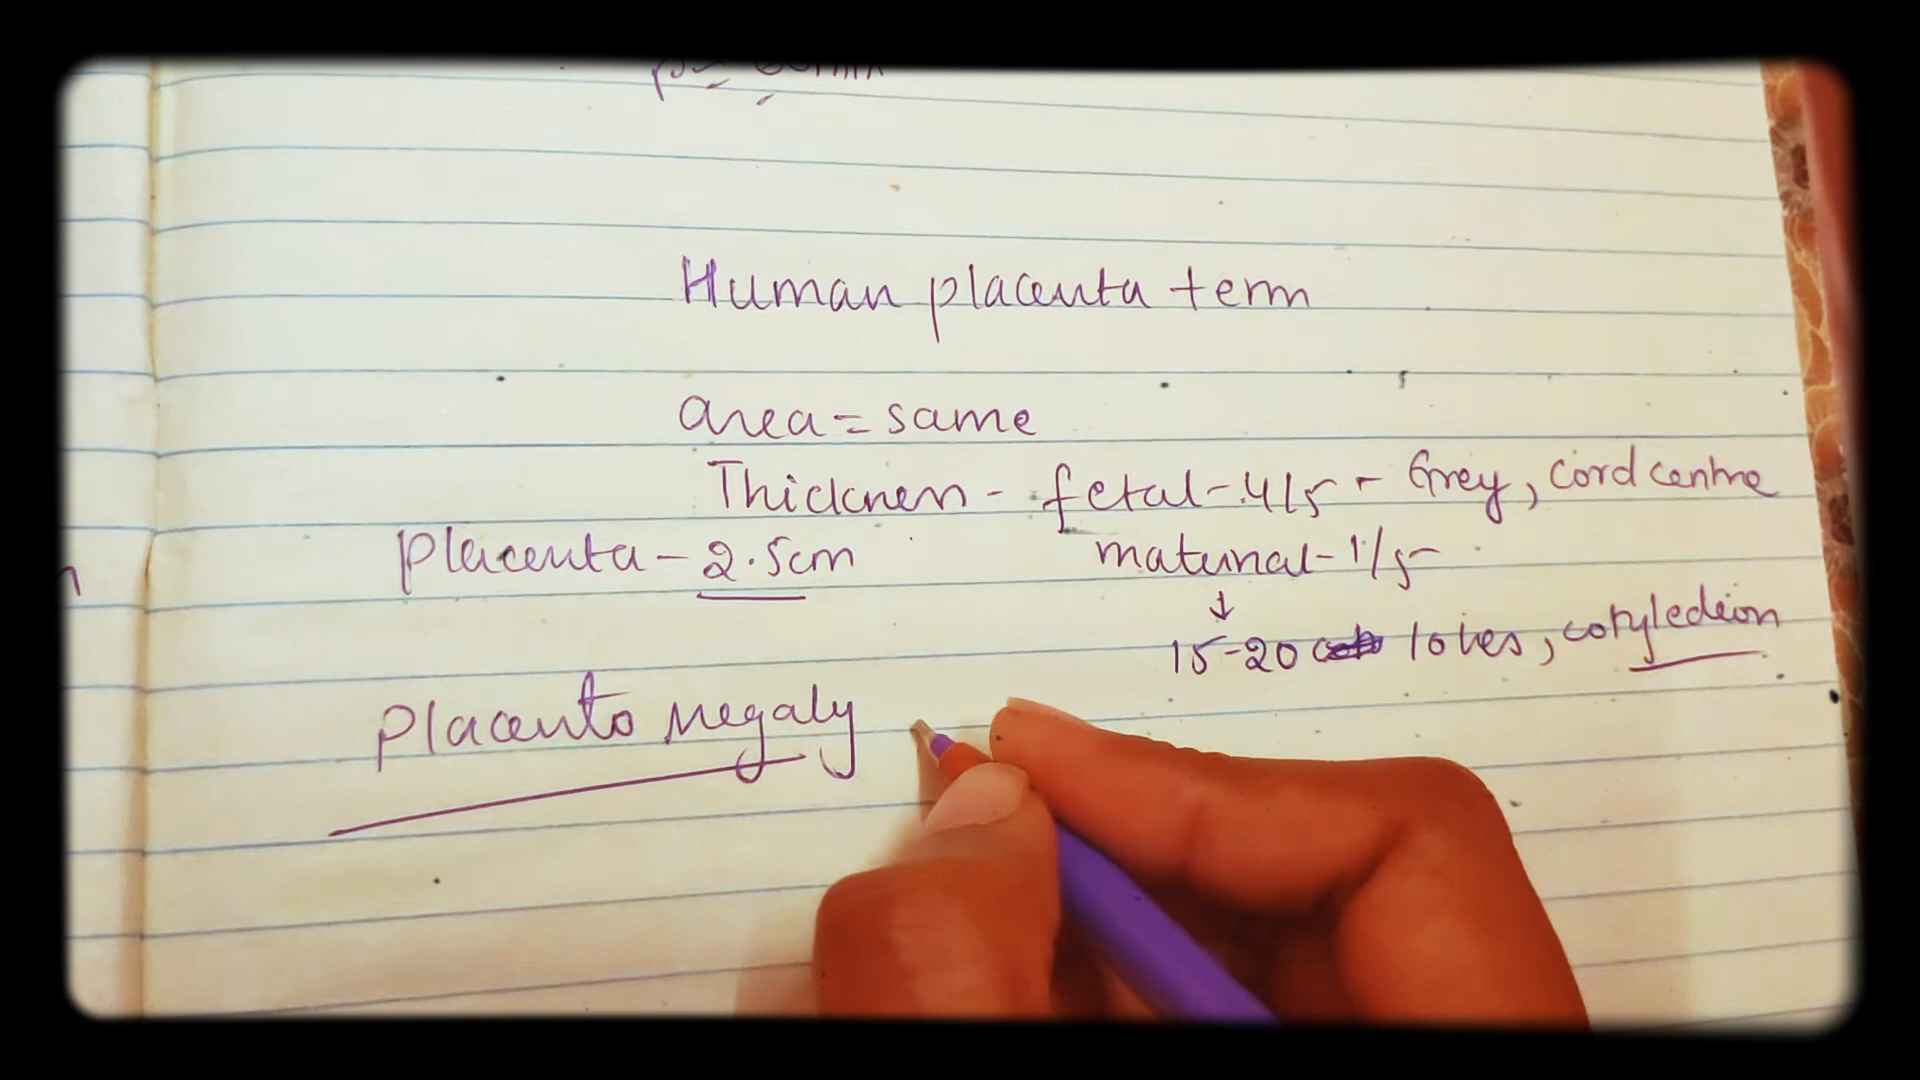 Human placenta term
area = same
Thickness - fetal - 4/5 - Grey, Cord centre
Placenta - 2.5cm maternal - 1/5
↓
15-20 lobes, cotyledion
Placento Megaly